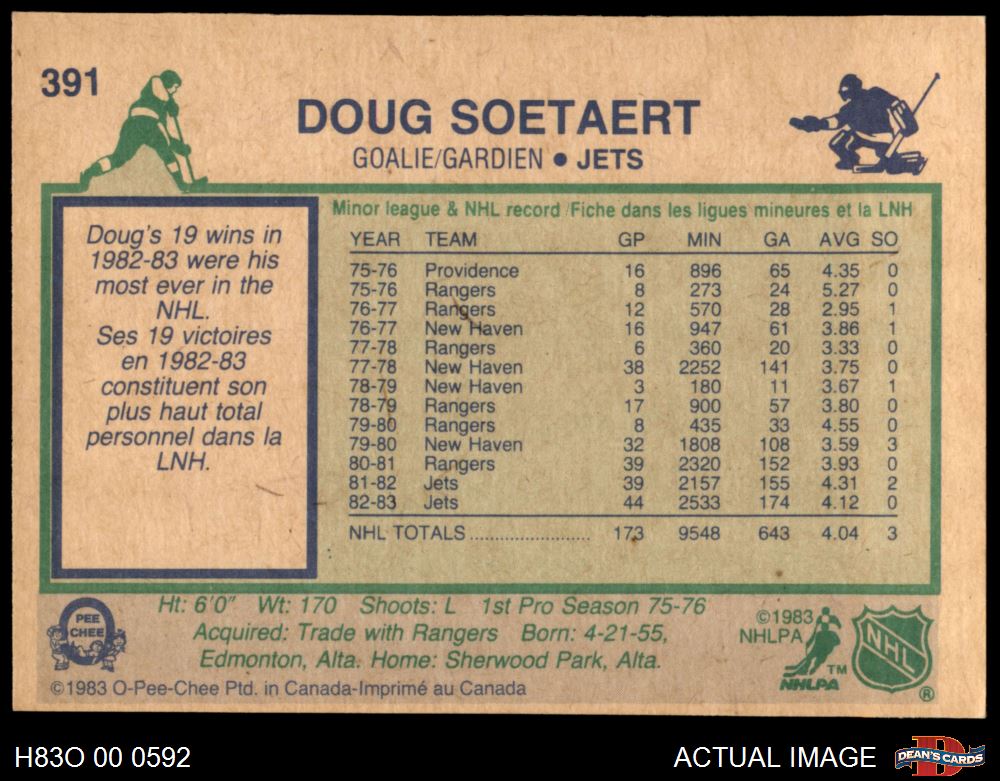 391
DOUG SOETAERT
GOALIE/GARDIEN • JETS
Doug's 19 wins in
1982-83 were his
most ever in the
NHL.
Ses 19 victoires
en 1982-83
constituent son
plus haut total
personnel dans la
LNH.
Minor league & NHL record/Fiche dans les ligues mineures et la LNH
YEAR TEAM GP MIN GA AVG SO
75-76 Providence 16 896 65 4.35 0
75-76 Rangers 8 273 24 5.27 0
76-77 Rangers 12 570 28 2.95 1
76-77 New Haven 16 947 61 3.86 1
77-78 Rangers 6 360 20 3.33 0
77-78 New Haven 38 2252 141 3.75 0
78-79 New Haven 3 180 11 3.67 1
78-79 Rangers 17 900 57 3.80 0
79-80 Rangers 8 435 33 4.55 0
79-80 New Haven 32 1808 108 3.59 3
80-81 Rangers 39 2320 152 3.93 0
81-82 Jets 39 2157 155 4.31 2
82-83 Jets 44 2533 174 4.12 0
NHL TOTALS ........................ 173 9548 643 4.04 3
Ht: 6'0" Wt: 170 Shoots: L 1st Pro Season 75-76
Acquired: Trade with Rangers Born: 4-21-55,
Edmonton, Alta. Home: Sherwood Park, Alta.
O
PEE
CHEE
©1983 O-Pee-Chee Ptd. in Canada-Imprimé au Canada
©1983
NHLPA
TM
NHLPA
NHL
®
H83O 00 0592
ACTUAL IMAGE
D
DEAN'S CARDS